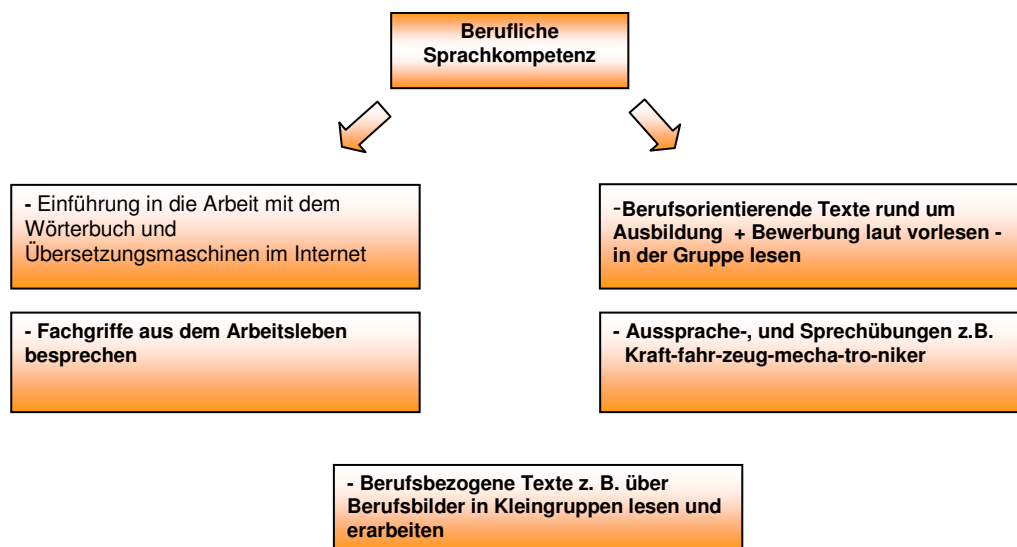 Berufliche
Sprachkompetenz
- Einführung in die Arbeit mit dem
Wörterbuch und
Übersetzungsmaschinen im Internet
-Berufsorientierende Texte rund um
Ausbildung  + Bewerbung laut vorlesen -
in der Gruppe lesen
- Fachgriffe aus dem Arbeitsleben
besprechen
- Aussprache-, und Sprechübungen z.B.
Kraft-fahr-zeug-mecha-tro-niker
- Berufsbezogene Texte z. B. über
Berufsbilder in Kleingruppen lesen und
erarbeiten